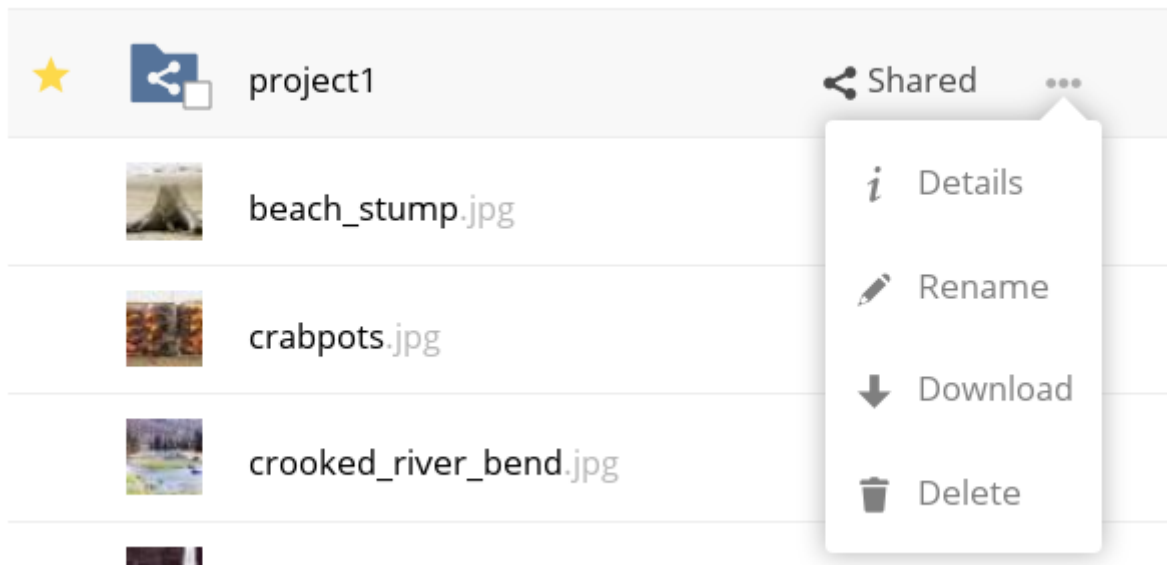 project1 Shared •••
Details
beach_stump.jpg
Rename
crabpots.jpg
Download
crooked_river_bend.jpg
Delete